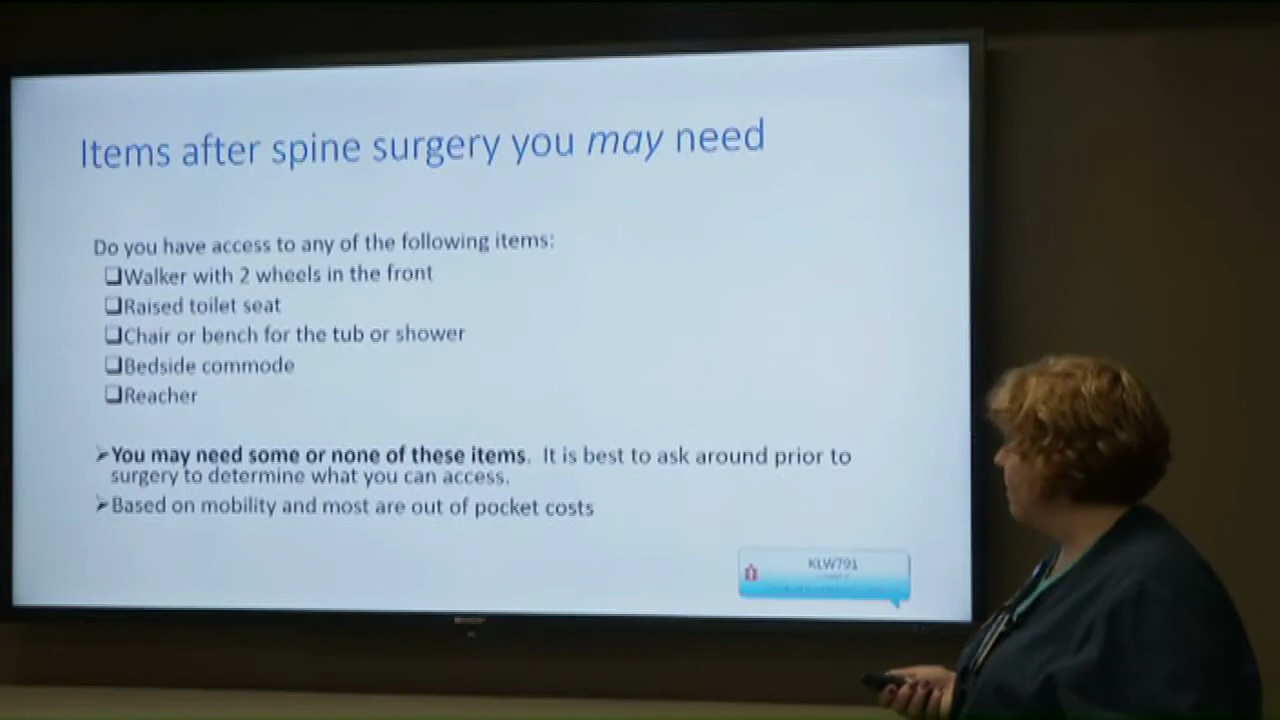 Items after spine surgery you may need
Do you have access to any of the following items:
❑Walker with 2 wheels in the front
❑Raised toilet seat
❑Chair or bench for the tub or shower
❑Bedside commode
❑Reacher
➢You may need some or none of these items. It is best to ask around prior to
surgery to determine what you can access.
➢Based on mobility and most are out of pocket costs
KLW791